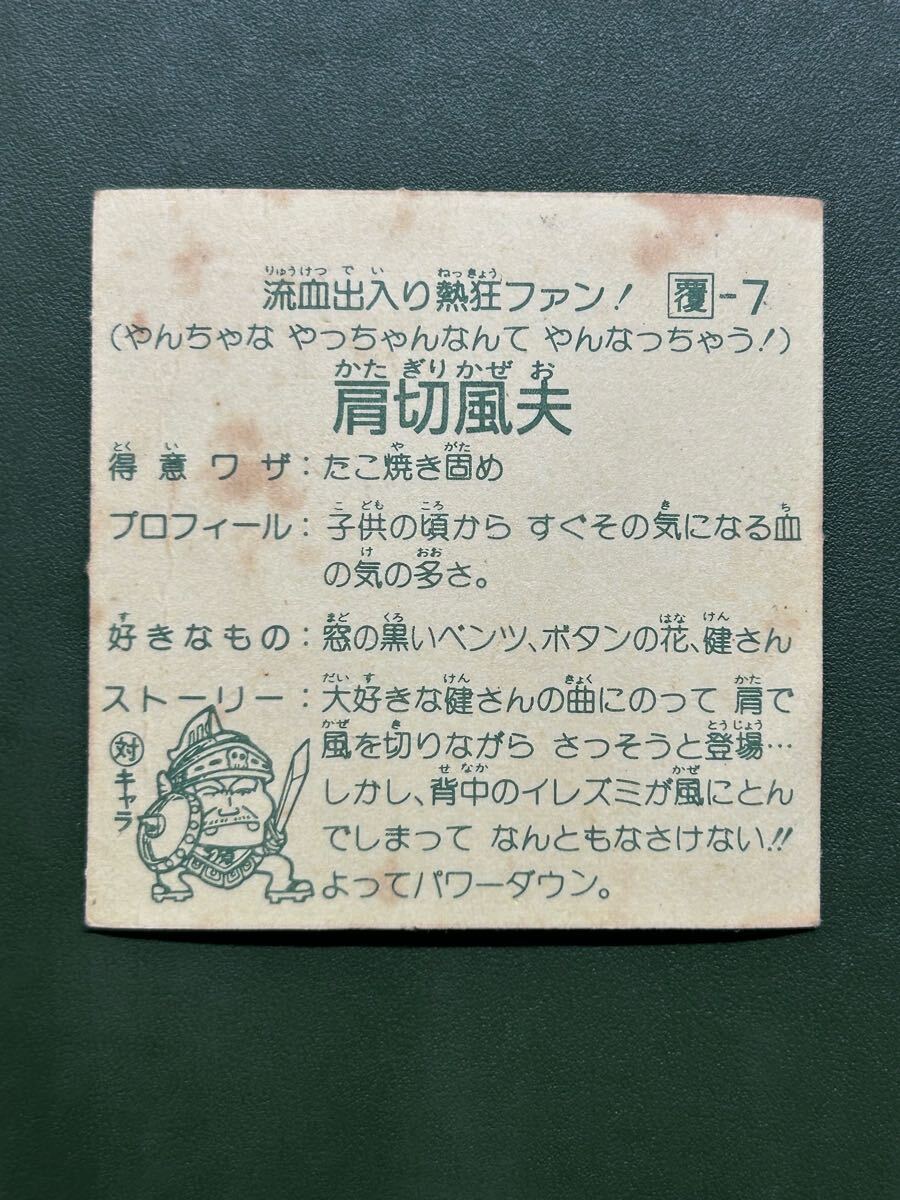 りゅうけつ で い ねっきょう
流血出入り熱狂ファン! 覆-7
(やんちゃな やっちゃんなんて やんなっちゃう!)
かた ぎり かぜ お
肩切風夫
とく い や がた
得意ワザ:たこ焼き固め
こ ども ころ き ち
プロフィール:子供の頃から すぐその気になる血
け おお
の気の多さ。
す まど くろ はな けん
好きなもの:窓の黒いベンツ、ボタンの花、健さん
だい す けん きょく かた
ストーリー:大好きな健さんの曲にのって 肩で
かぜ き とうじょう
風を切りながら さっそうと登場…
せ なか かぜ
しかし、背中のイレズミが風にとん
でしまって なんともなさけない!!
よってパワーダウン。
対キャラ